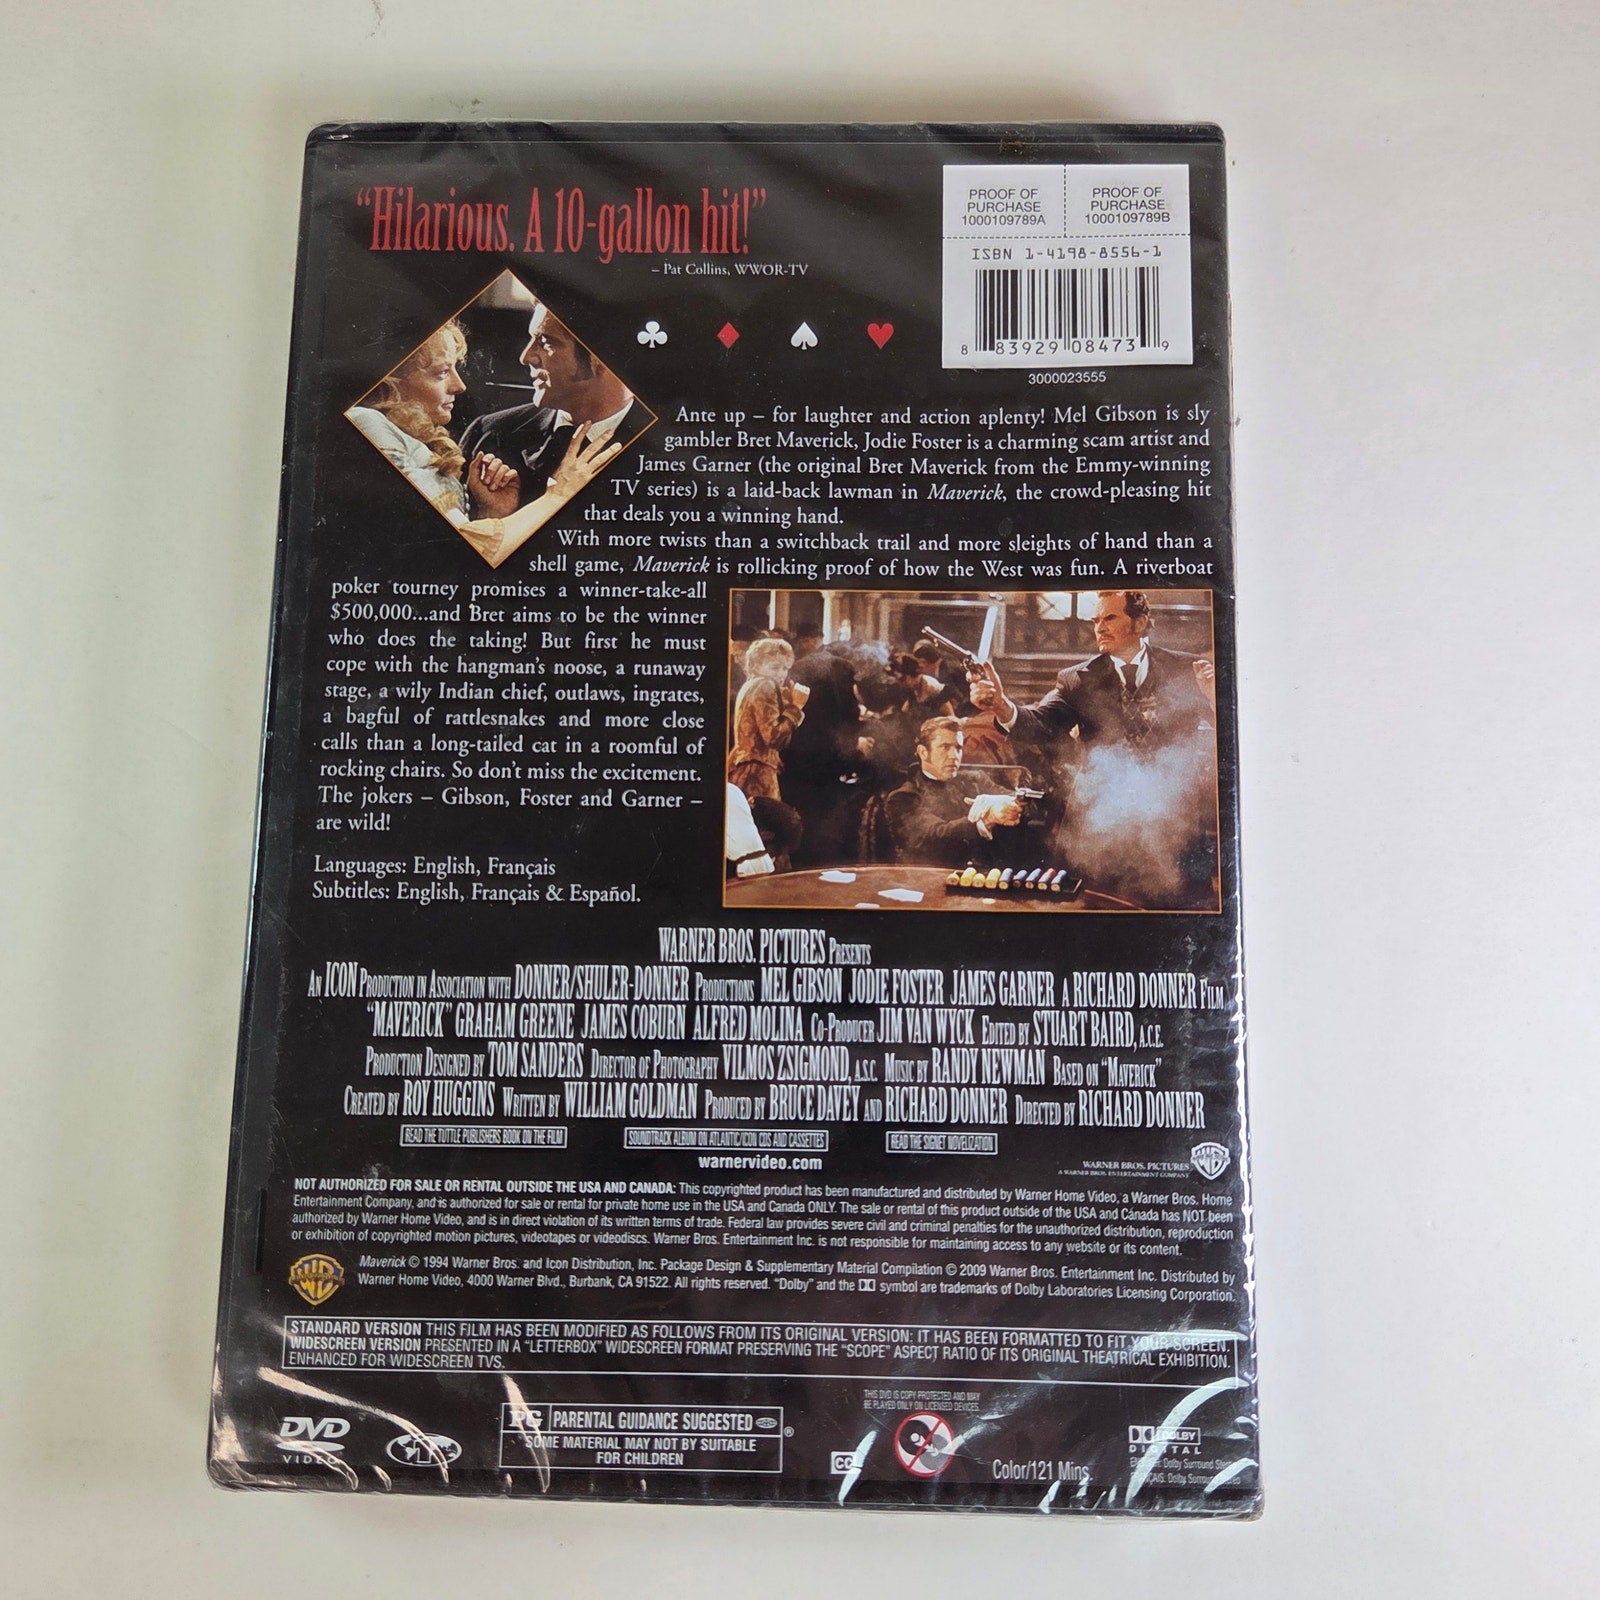 “Hilarious. A 10-gallon hit!”
– Pat Collins, WWOR-TV
PROOF OF
PURCHASE
1000109789A
PROOF OF
PURCHASE
1000109789B
ISBN 1-4198-8556-1
8 83929 08473 9
3000023555
Ante up – for laughter and action aplenty! Mel Gibson is sly
gambler Bret Maverick, Jodie Foster is a charming scam artist and
James Garner (the original Bret Maverick from the Emmy-winning
TV series) is a laid-back lawman in Maverick, the crowd-pleasing hit
that deals you a winning hand.
With more twists than a switchback trail and more sleights of hand than a
shell game, Maverick is rollicking proof of how the West was fun. A riverboat
poker tourney promises a winner-take-all
$500,000...and Bret aims to be the winner
who does the taking! But first he must
cope with the hangman’s noose, a runaway
stage, a wily Indian chief, outlaws, ingrates,
a bagful of rattlesnakes and more close
calls than a long-tailed cat in a roomful of
rocking chairs. So don’t miss the excitement.
The jokers – Gibson, Foster and Garner –
are wild!
Languages: English, Français
Subtitles: English, Français & Español.
WARNER BROS. PICTURES PRESENTS
AN ICON PRODUCTION IN ASSOCIATION WITH DONNER/SHULER-DONNER PRODUCTIONS MEL GIBSON JODIE FOSTER JAMES GARNER A RICHARD DONNER FILM
“MAVERICK” GRAHAM GREENE JAMES COBURN ALFRED MOLINA CO-PRODUCER JIM VAN WYCK EDITED BY STUART BAIRD, A.C.E.
PRODUCTION DESIGNED BY TOM SANDERS DIRECTOR OF PHOTOGRAPHY VILMOS ZSIGMOND, A.S.C. MUSIC BY RANDY NEWMAN BASED ON “MAVERICK”
CREATED BY ROY HUGGINS WRITTEN BY WILLIAM GOLDMAN PRODUCED BY BRUCE DAVEY AND RICHARD DONNER DIRECTED BY RICHARD DONNER
READ THE TUTTLE PUBLISHERS BOOK ON THE FILM
SOUNDTRACK ALBUM ON ATLANTIC/ICON CDS AND CASSETTES
READ THE SIGNET NOVELIZATION
warnervideo.com
WARNER BROS. PICTURES
A WARNER BROS. ENTERTAINMENT COMPANY
NOT AUTHORIZED FOR SALE OR RENTAL OUTSIDE THE USA AND CANADA: This copyrighted product has been manufactured and distributed by Warner Home Video, a Warner Bros. Home
Entertainment Company, and is authorized for sale or rental for private home use in the USA and Canada ONLY. The sale or rental of this product outside of the USA and Canada has NOT been
authorized by Warner Home Video, and is in direct violation of its written terms of trade. Federal law provides severe civil and criminal penalties for the unauthorized distribution, reproduction
or exhibition of copyrighted motion pictures, videotapes or videodiscs. Warner Bros. Entertainment Inc. is not responsible for maintaining access to any website or its content.
Maverick © 1994 Warner Bros. and Icon Distribution, Inc. Package Design & Supplementary Material Compilation © 2009 Warner Bros. Entertainment Inc. Distributed by
Warner Home Video, 4000 Warner Blvd., Burbank, CA 91522. All rights reserved. “Dolby” and the DD symbol are trademarks of Dolby Laboratories Licensing Corporation.
STANDARD VERSION THIS FILM HAS BEEN MODIFIED AS FOLLOWS FROM ITS ORIGINAL VERSION: IT HAS BEEN FORMATTED TO FIT YOUR SCREEN.
WIDESCREEN VERSION PRESENTED IN A “LETTERBOX” WIDESCREEN FORMAT PRESERVING THE “SCOPE” ASPECT RATIO OF ITS ORIGINAL THEATRICAL EXHIBITION.
ENHANCED FOR WIDESCREEN TVS.
DVD
VIDEO
PG PARENTAL GUIDANCE SUGGESTED ®
SOME MATERIAL MAY NOT BY SUITABLE
FOR CHILDREN
THIS DVD IS COPY PROTECTED AND MAY
BE PLAYED ONLY ON LICENSED DEVICES.
CC
Color/121 Mins.
DOLBY
DIGITAL
Dolby Surround
Dolby Surround